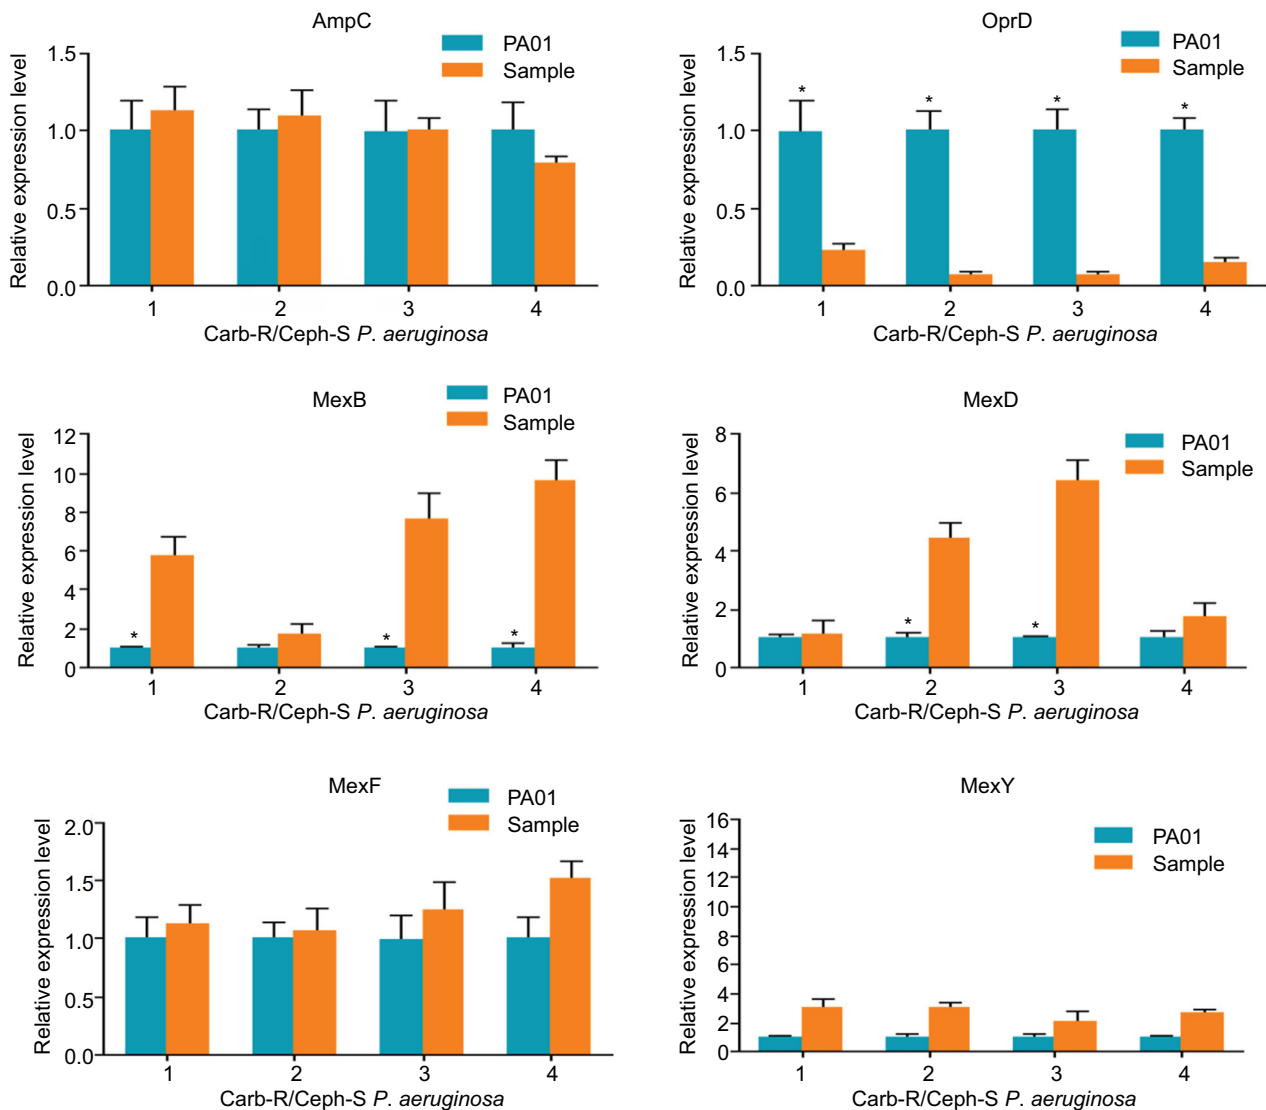 AmpC
PA01
Sample
Relative expression level
1.5
1.0
0.5
0.0
1
2
3
4
Carb-R/Ceph-S P. aeruginosa
OprD
PA01
Sample
Relative expression level
1.5
1.0
0.5
0.0
*
*
*
*
1
2
3
4
Carb-R/Ceph-S P. aeruginosa
MexB
PA01
Sample
Relative expression level
12
10
8
6
4
2
0
*
*
*
1
2
3
4
Carb-R/Ceph-S P. aeruginosa
MexD
PA01
Sample
Relative expression level
8
6
4
2
0
*
*
1
2
3
4
Carb-R/Ceph-S P. aeruginosa
MexF
PA01
Sample
Relative expression level
2.0
1.5
1.0
0.5
0.0
1
2
3
4
Carb-R/Ceph-S P. aeruginosa
MexY
PA01
Sample
Relative expression level
16
14
12
10
8
6
4
2
0
1
2
3
4
Carb-R/Ceph-S P. aeruginosa